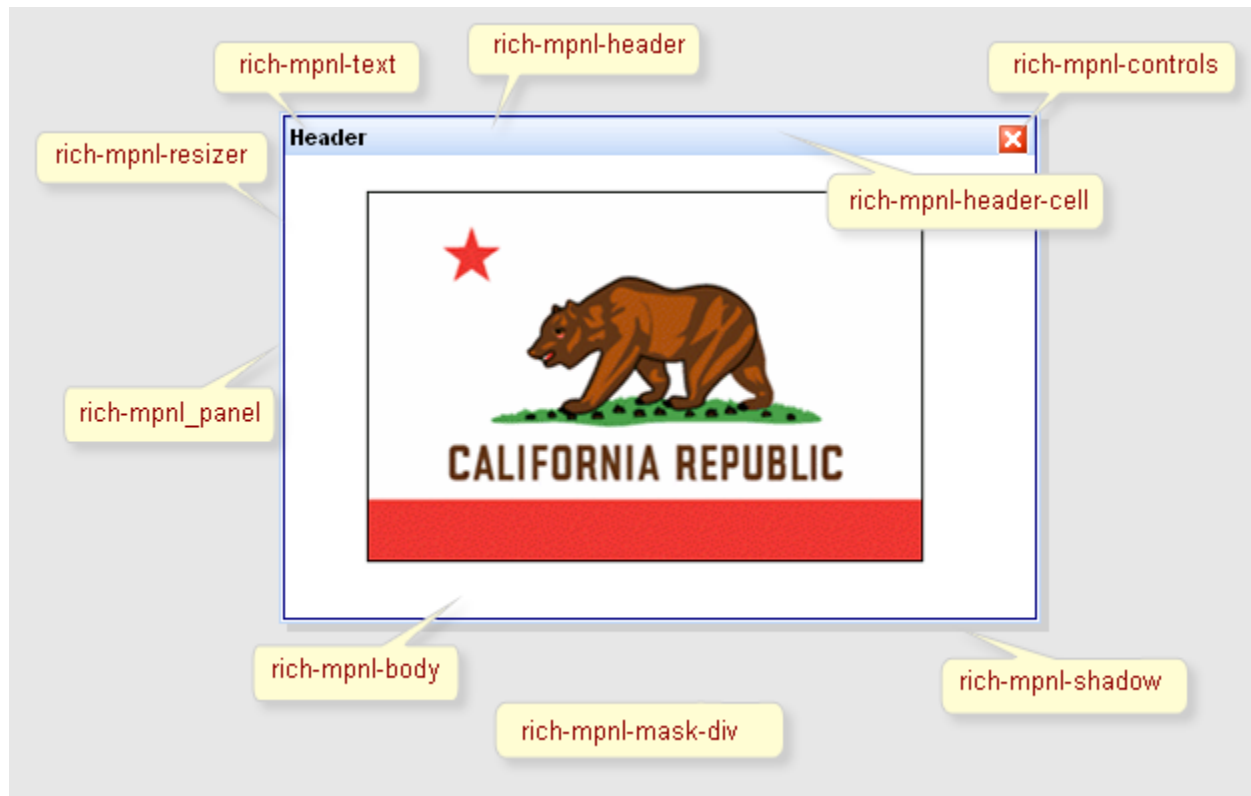 rich-mpnl-header
rich-mpnl-text
rich-mpnl-controls
Header
rich-mpnl-resizer
rich-mpnl-header-cell
rich-mpnl_panel
CALIFORNIA REPUBLIC
rich-mpnl-body
rich-mpnl-shadow
rich-mpnl-mask-div